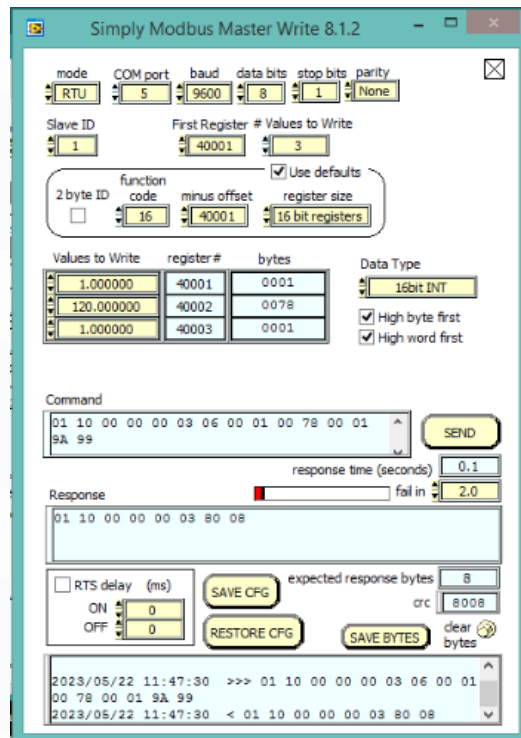 Simply Modbus Master Write 8.1.2
mode COM port baud data bits stop bits parity
RTU 5 9600 8 1 None
Slave ID First Register # Values to Write
1 40001 3
Use defaults
2 byte ID function code minus offset register size
16 40001 16 bit registers
Values to Write register# bytes
1.000000 40001 0001
120.000000 40002 0078
1.000000 40003 0001
Data Type
16bit INT
High byte first
High word first
Command
01 10 00 00 00 03 06 00 01 00 78 00 01
9A 99
SEND
response time (seconds) 0.1
Response fail in 2.0
01 10 00 00 00 03 80 08
RTS delay (ms)
ON 0
OFF 0
SAVE CFG
RESTORE CFG
expected response bytes 8
crc 8008
SAVE BYTES
clear bytes
2023/05/22 11:47:30 >>> 01 10 00 00 00 03 06 00 01
00 78 00 01 9A 99
2023/05/22 11:47:30 < 01 10 00 00 00 03 80 08